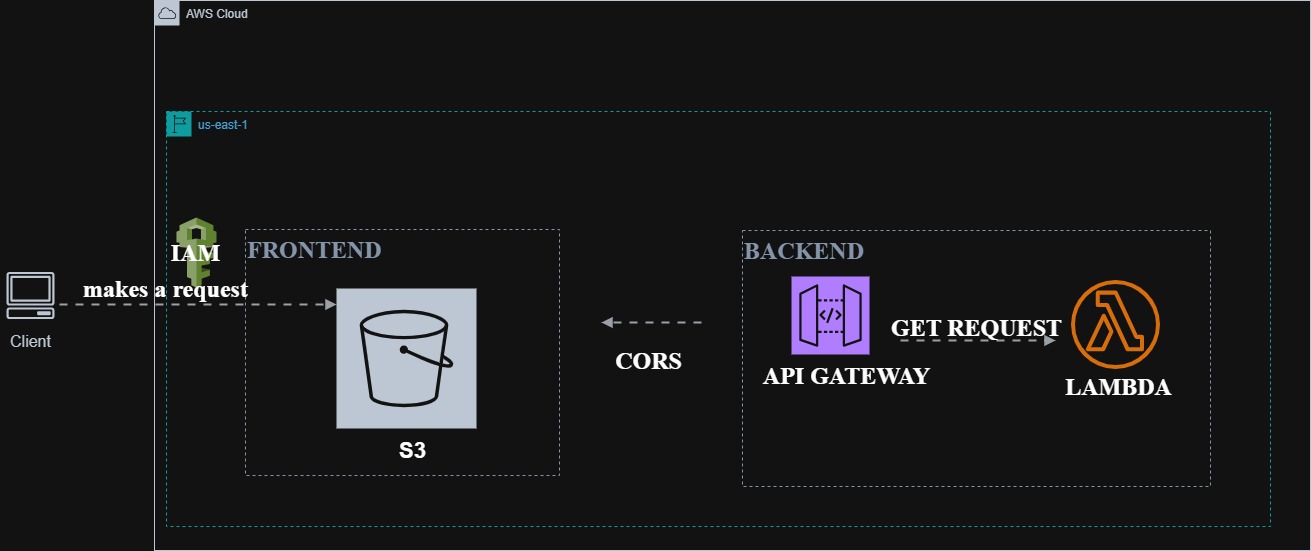 AWS Cloud
us-east-1
IAM
FRONTEND
BACKEND
makes a request
Client
GET REQUEST
CORS
API GATEWAY
LAMBDA
S3